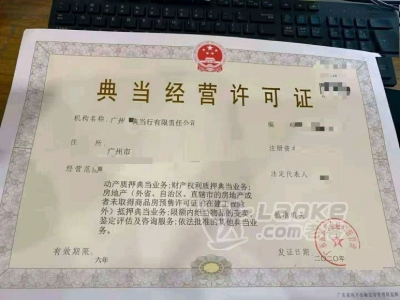 典当经营许可证
机构名称: 广州 典当行有限责任公司
编
住 所: 广州市
注册资
经营范围:
法定代表人
动产质押典当业务；财产权利质押典当业务；
房地产（外省、自治区、直辖市的房地产或
者未取得商品房预售许可证的在建工程除
外）抵押典当业务；限额内绝当物品的变卖；
鉴定评估及咨询服务；依法批准的其他典当业
务。
有效期限: 六年
发证日期: 二〇二〇年